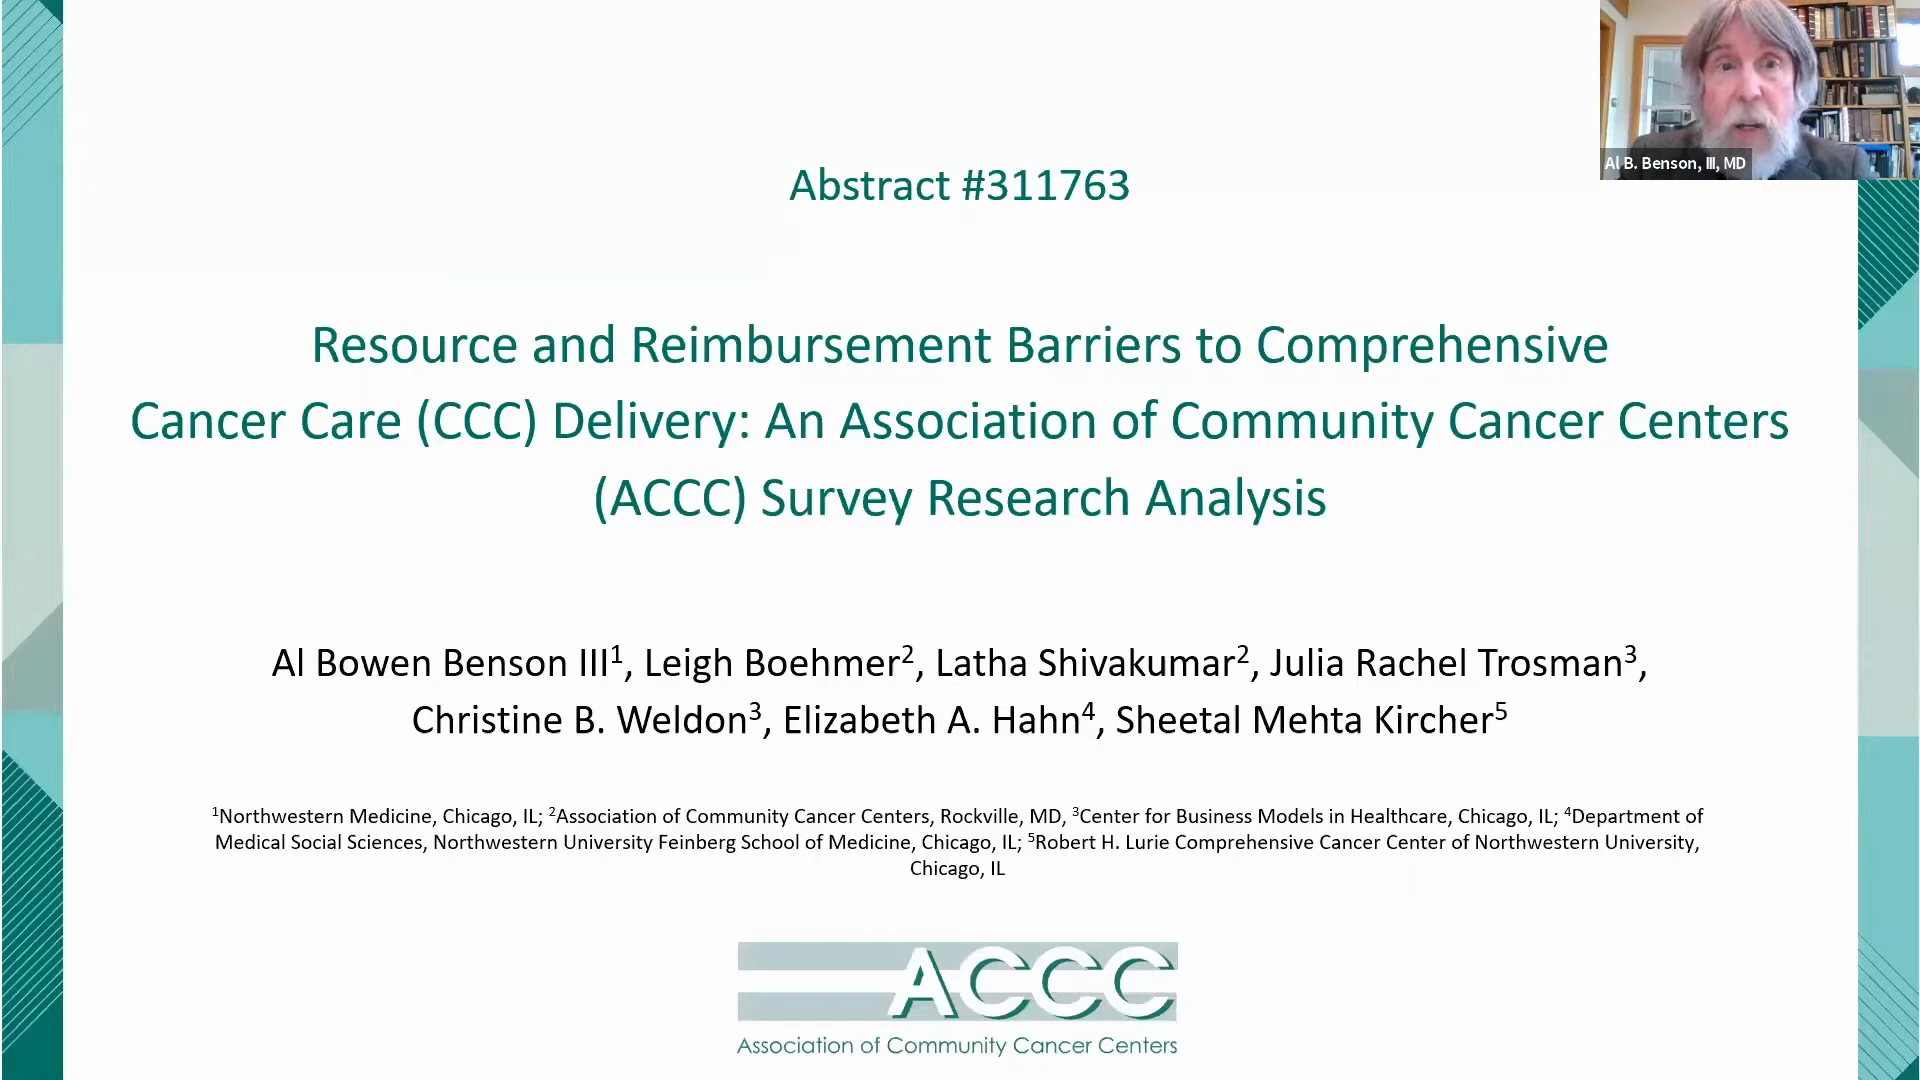 Al B. Benson, III, MD
Abstract #311763
Resource and Reimbursement Barriers to Comprehensive
Cancer Care (CCC) Delivery: An Association of Community Cancer Centers
(ACCC) Survey Research Analysis
Al Bowen Benson III¹, Leigh Boehmer², Latha Shivakumar², Julia Rachel Trosman³,
Christine B. Weldon³, Elizabeth A. Hahn⁴, Sheetal Mehta Kircher⁵
¹Northwestern Medicine, Chicago, IL; ²Association of Community Cancer Centers, Rockville, MD, ³Center for Business Models in Healthcare, Chicago, IL; ⁴Department of
Medical Social Sciences, Northwestern University Feinberg School of Medicine, Chicago, IL; ⁵Robert H. Lurie Comprehensive Cancer Center of Northwestern University,
Chicago, IL
ACCC
Association of Community Cancer Centers